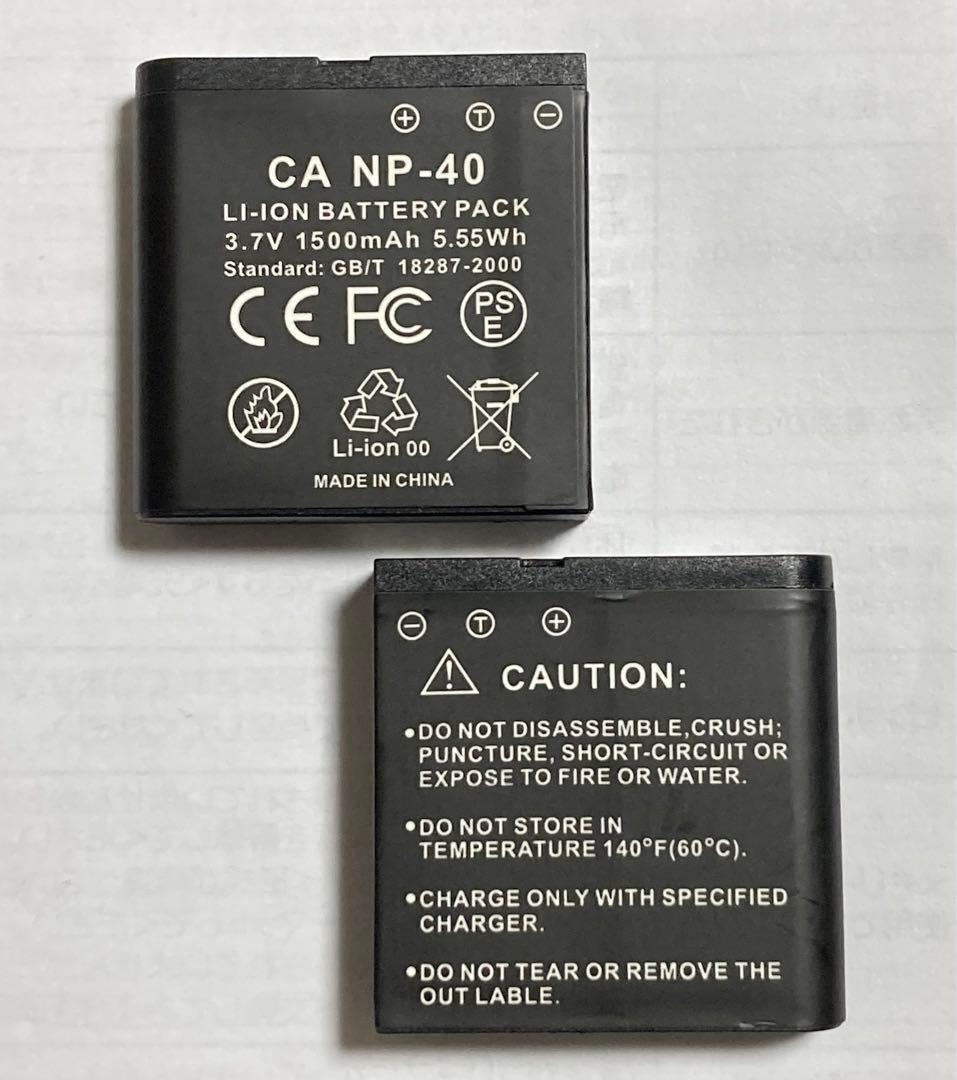 + T −
CA NP-40
LI-ION BATTERY PACK
3.7V 1500mAh 5.55Wh
Standard: GB/T 18287-2000
CE FC PSE
Li-ion 00
MADE IN CHINA
− T +
! CAUTION:
•DO NOT DISASSEMBLE,CRUSH;
PUNCTURE, SHORT-CIRCUIT OR
EXPOSE TO FIRE OR WATER.
•DO NOT STORE IN
TEMPERATURE 140°F(60°C).
•CHARGE ONLY WITH SPECIFIED
CHARGER.
•DO NOT TEAR OR REMOVE THE
OUT LABLE.